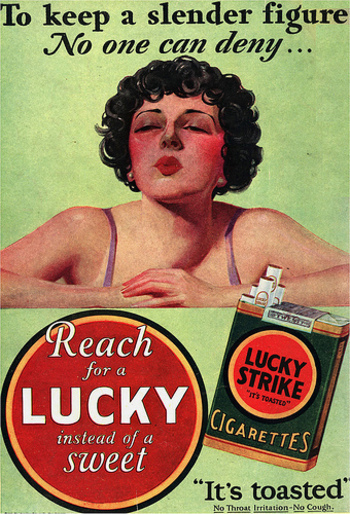 To keep a slender figure
No one can deny...
Reach
for a
LUCKY
instead of a
sweet
LUCKY
STRIKE
"IT'S TOASTED"
CIGARETTES
"It's toasted"
No Throat Irritation-No Cough.